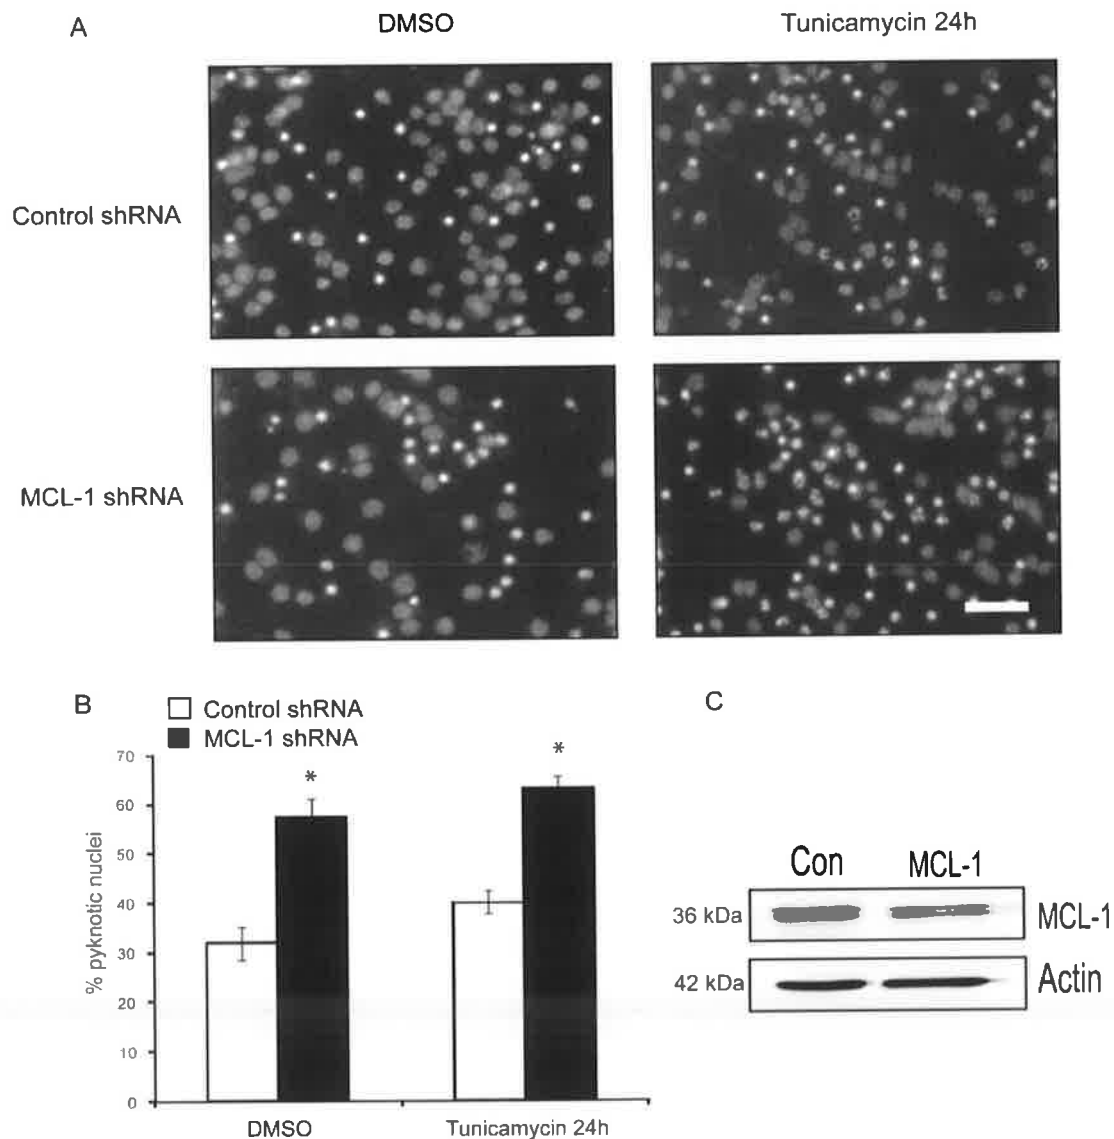 A
DMSO
Tunicamycin 24h
Control shRNA
MCL-1 shRNA
B
Control shRNA
MCL-1 shRNA
C
70
60
50
40
30
20
10
0
% pyknotic nuclei
*
*
DMSO
Tunicamycin 24h
Con
MCL-1
36 kDa
MCL-1
42 kDa
Actin